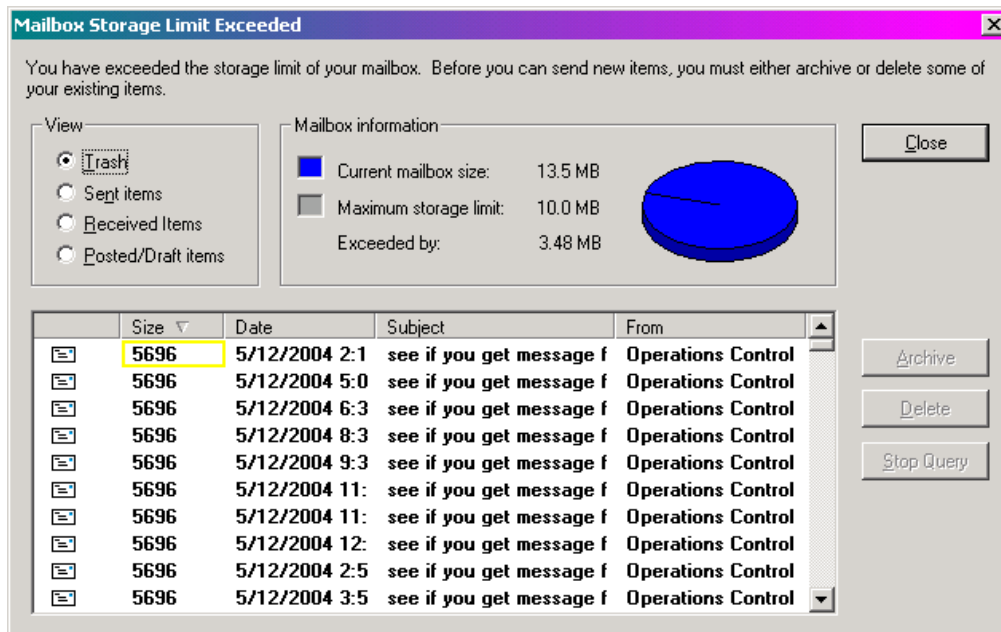 Mailbox Storage Limit Exceeded
You have exceeded the storage limit of your mailbox. Before you can send new items, you must either archive or delete some of
your existing items.
View
Trash
Sent items
Received Items
Posted/Draft items
Mailbox information
Current mailbox size: 13.5 MB
Maximum storage limit: 10.0 MB
Exceeded by: 3.48 MB
Close
Size Date Subject From
5696 5/12/2004 2:1 see if you get message f Operations Control
5696 5/12/2004 5:0 see if you get message f Operations Control
5696 5/12/2004 6:3 see if you get message f Operations Control
5696 5/12/2004 8:3 see if you get message f Operations Control
5696 5/12/2004 9:3 see if you get message f Operations Control
5696 5/12/2004 11: see if you get message f Operations Control
5696 5/12/2004 11: see if you get message f Operations Control
5696 5/12/2004 12: see if you get message f Operations Control
5696 5/12/2004 2:5 see if you get message f Operations Control
5696 5/12/2004 3:5 see if you get message f Operations Control
Archive
Delete
Stop Query